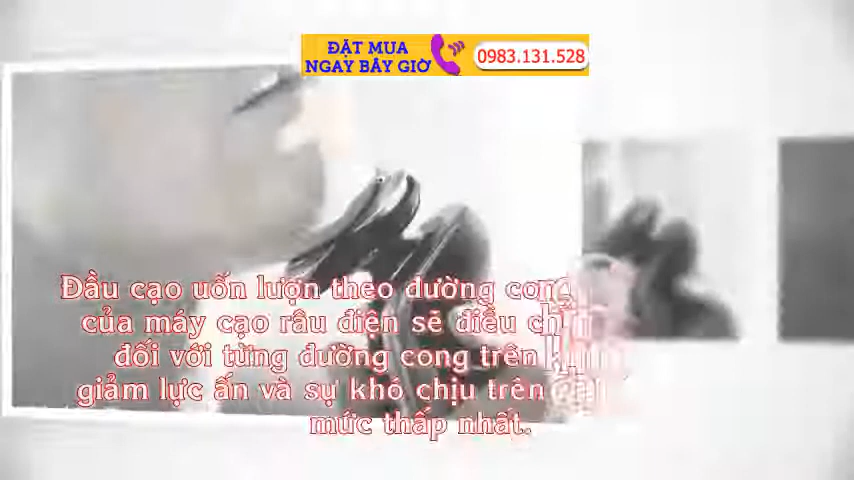 ĐẶT MUA
NGAY BÂY GIỜ
0983.131.528
Đầu cạo uốn lượn theo đường cong
của máy cạo râu điện sẽ điều
đối với từng đường cong trên
giảm lực ấn và sự khó chịu trên
mức thấp nhất.